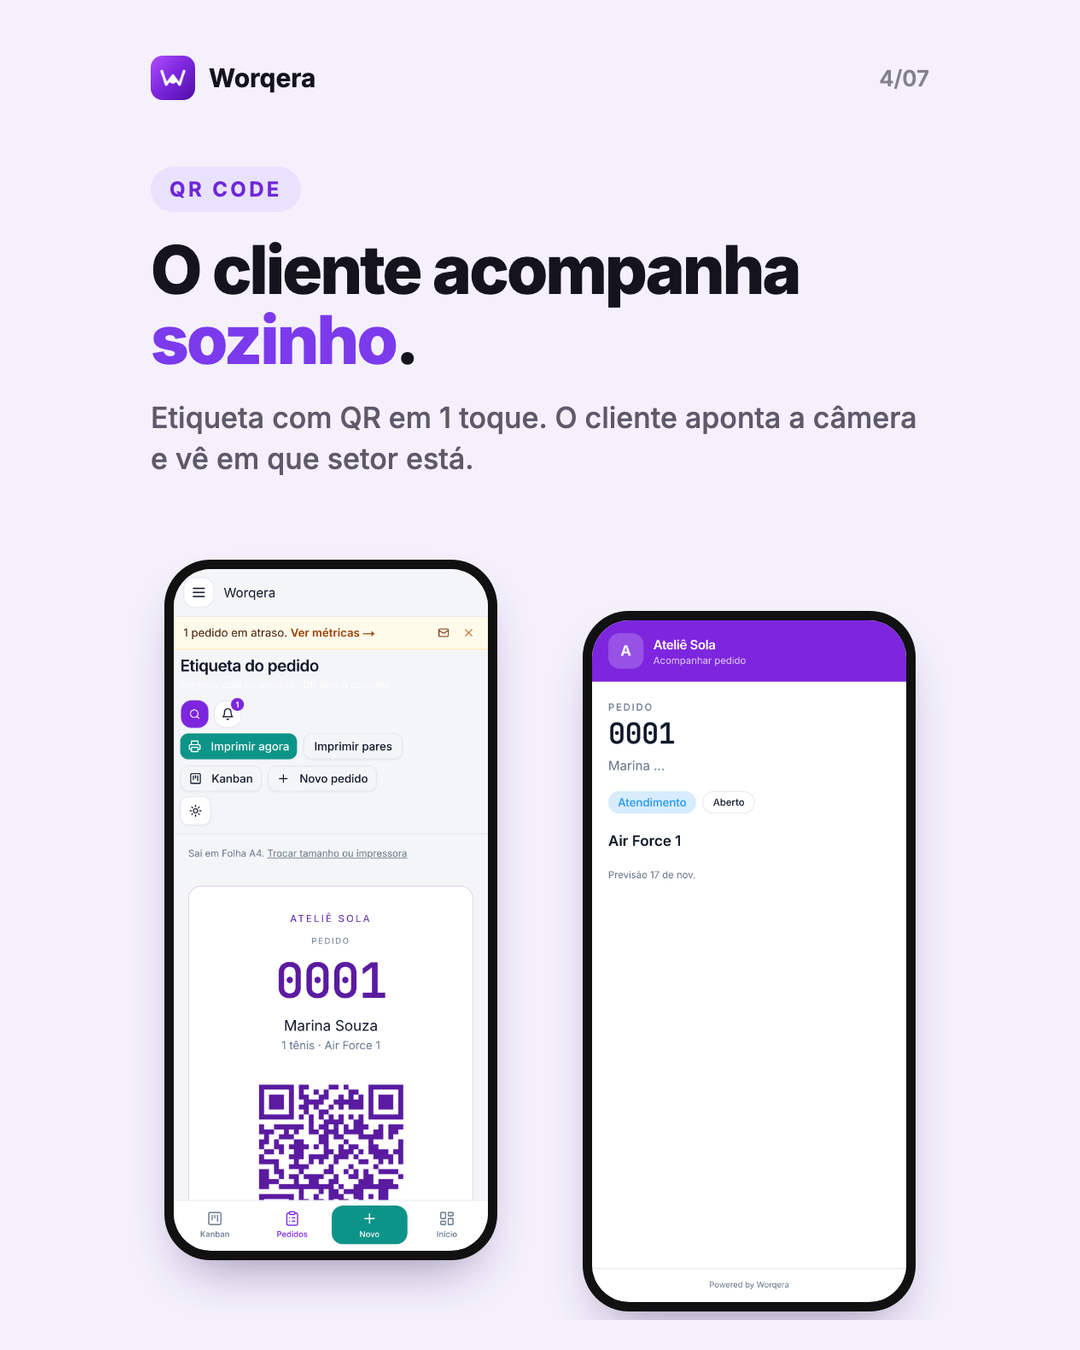 Worqera
4/07
QR CODE
O cliente acompanha
sozinho.
Etiqueta com QR em 1 toque. O cliente aponta a câmera
e vê em que setor está.
Worqera
1 pedido em atraso. Ver métricas →
Etiqueta do pedido
1
Imprimir agora
Imprimir pares
Kanban
Novo pedido
Sai em Folha A4. Trocar tamanho ou impressora
ATELIÊ SOLA
PEDIDO
0001
Marina Souza
1 tênis · Air Force 1
Kanban
Pedidos
Novo
Início
A
Ateliê Sola
Acompanhar pedido
PEDIDO
0001
Marina ...
Atendimento
Aberto
Air Force 1
Previsão 17 de nov.
Powered by Worqera